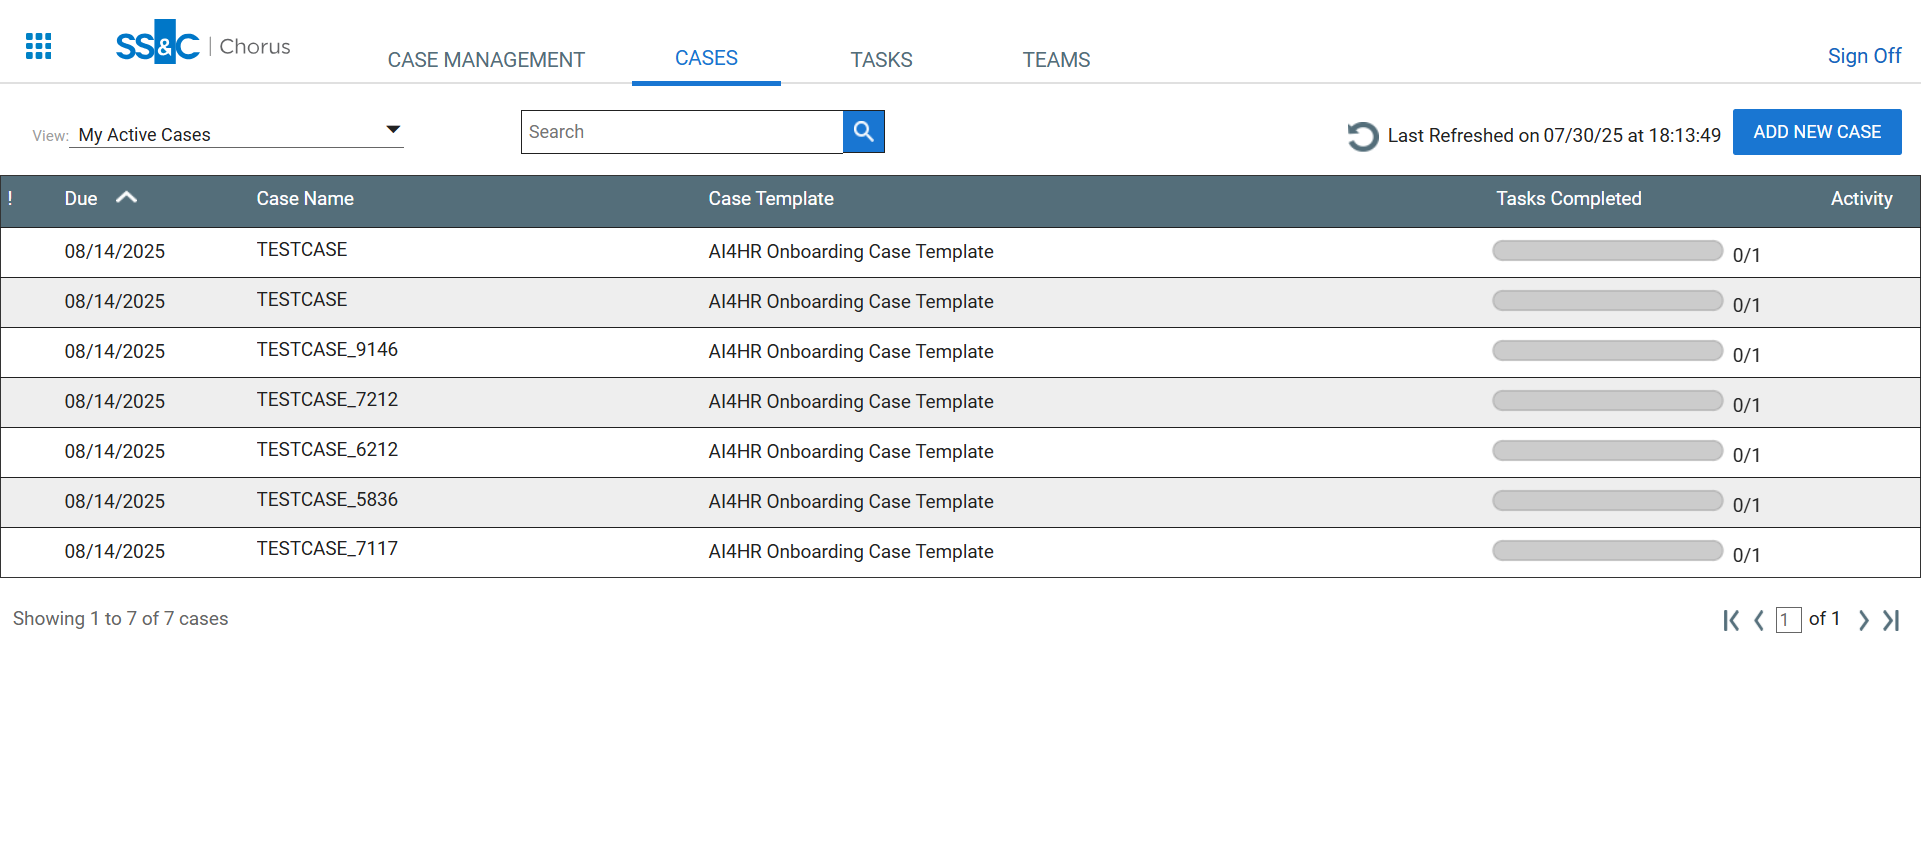 SS&C | Chorus
CASE MANAGEMENT
CASES
TASKS
TEAMS
Sign Off
View: My Active Cases
Search
Last Refreshed on 07/30/25 at 18:13:49
ADD NEW CASE
! Due Case Name Case Template Tasks Completed Activity
08/14/2025 TESTCASE AI4HR Onboarding Case Template 0/1
08/14/2025 TESTCASE AI4HR Onboarding Case Template 0/1
08/14/2025 TESTCASE_9146 AI4HR Onboarding Case Template 0/1
08/14/2025 TESTCASE_7212 AI4HR Onboarding Case Template 0/1
08/14/2025 TESTCASE_6212 AI4HR Onboarding Case Template 0/1
08/14/2025 TESTCASE_5836 AI4HR Onboarding Case Template 0/1
08/14/2025 TESTCASE_7117 AI4HR Onboarding Case Template 0/1
Showing 1 to 7 of 7 cases
1 of 1